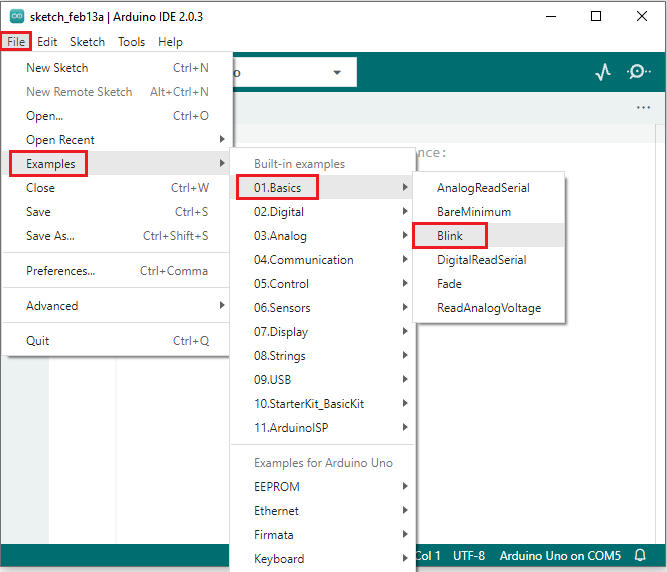 sketch_feb13a | Arduino IDE 2.0.3
File Edit Sketch Tools Help
New Sketch Ctrl+N
New Remote Sketch Alt+Ctrl+N
Open... Ctrl+O
Open Recent
Examples
Close Ctrl+W
Save Ctrl+S
Save As... Ctrl+Shift+S
Preferences... Ctrl+Comma
Advanced
Quit Ctrl+Q
Built-in examples
01.Basics
02.Digital
03.Analog
04.Communication
05.Control
06.Sensors
07.Display
08.Strings
09.USB
10.StarterKit_BasicKit
11.ArduinoISP
Examples for Arduino Uno
EEPROM
Ethernet
Firmata
Keyboard
AnalogReadSerial
BareMinimum
Blink
DigitalReadSerial
Fade
ReadAnalogVoltage
Col 1 UTF-8 Arduino Uno on COM5